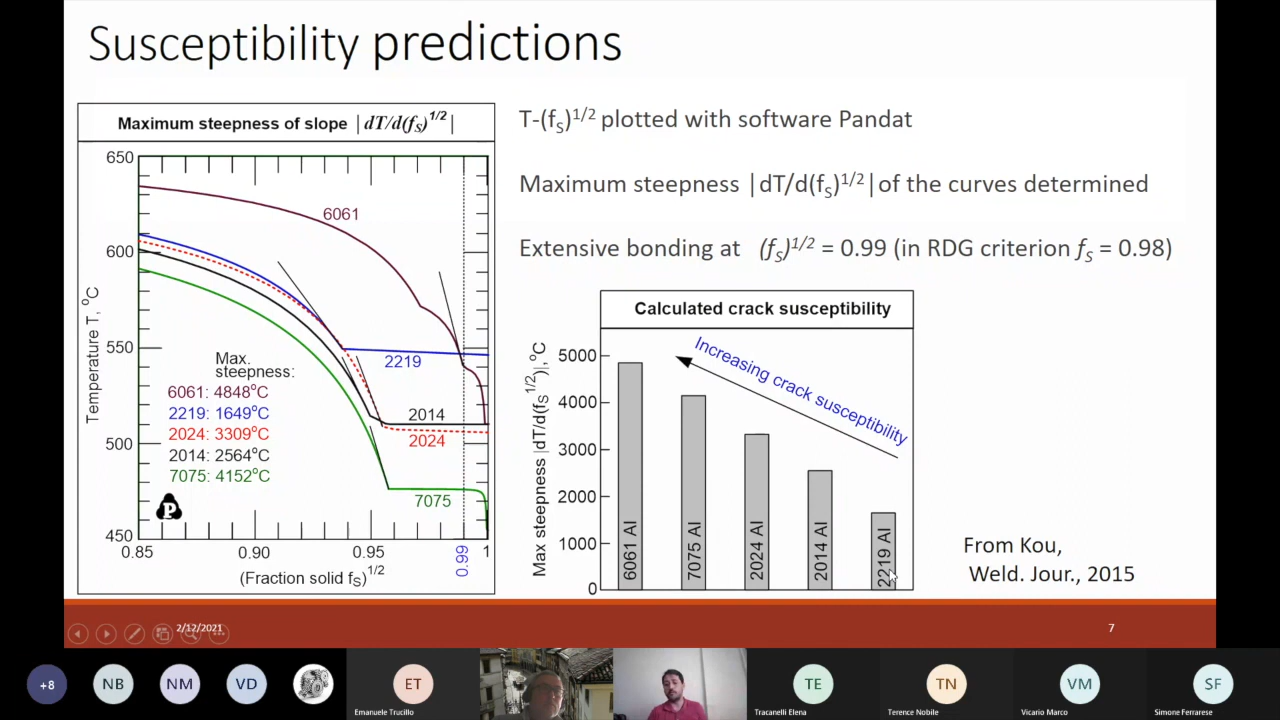 Susceptibility predictions
Maximum steepness of slope |dT/d(fS)1/2|
650
600
550
500
450
Temperature T, °C
6061
2219
2014
2024
7075
Max.
steepness:
6061: 4848°C
2219: 1649°C
2024: 3309°C
2014: 2564°C
7075: 4152°C
P
0.85
0.90
0.95
0.99
1
(Fraction solid fS)1/2
T-(fS)1/2 plotted with software Pandat
Maximum steepness |dT/d(fS)1/2| of the curves determined
Extensive bonding at (fS)1/2 = 0.99 (in RDG criterion fS = 0.98)
Calculated crack susceptibility
Max steepness |dT/d(fS1/2)|,°C
5000
4000
3000
2000
1000
0
Increasing crack susceptibility
6061 Al
7075 Al
2024 Al
2014 Al
2219 Al
From Kou,
Weld. Jour., 2015
2/12/2021
7
+8
NB
NM
VD
ET
TE
TN
VM
SF
Emanuele Trucillo
Tracanelli Elena
Terence Nobile
Vicario Marco
Simone Ferrarese